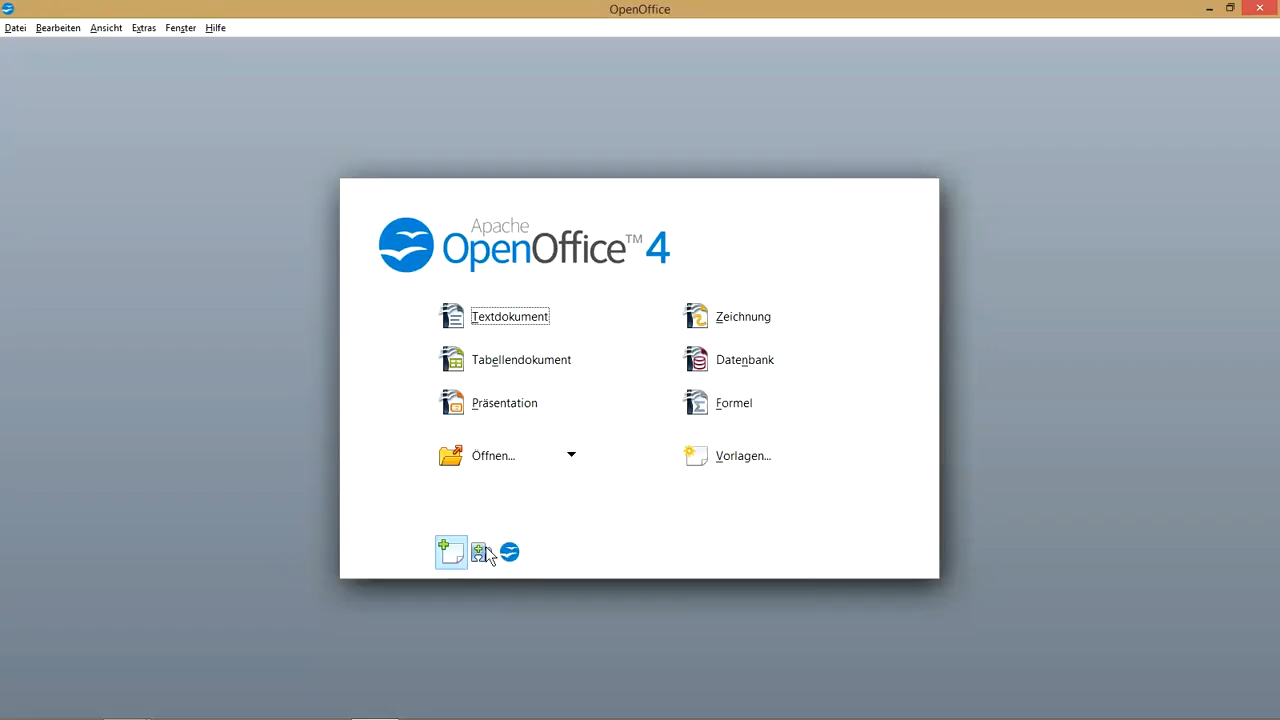 OpenOffice
Datei Bearbeiten Ansicht Extras Fenster Hilfe
Apache
OpenOffice™ 4
Textdokument Zeichnung
Tabellendokument Datenbank
Präsentation Formel
Öffnen... Vorlagen...